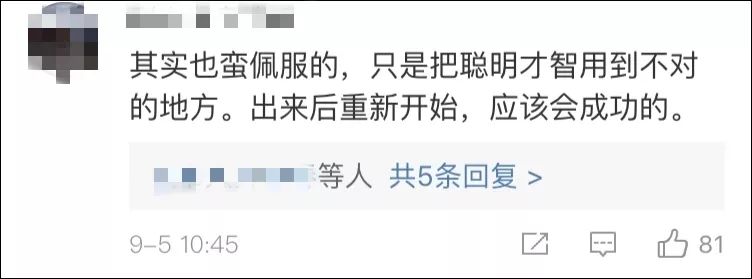 其实也蛮佩服的，只是把聪明才智用到不对
的地方。出来后重新开始，应该会成功的。
等人 共5条回复 >
9-5 10:45 81